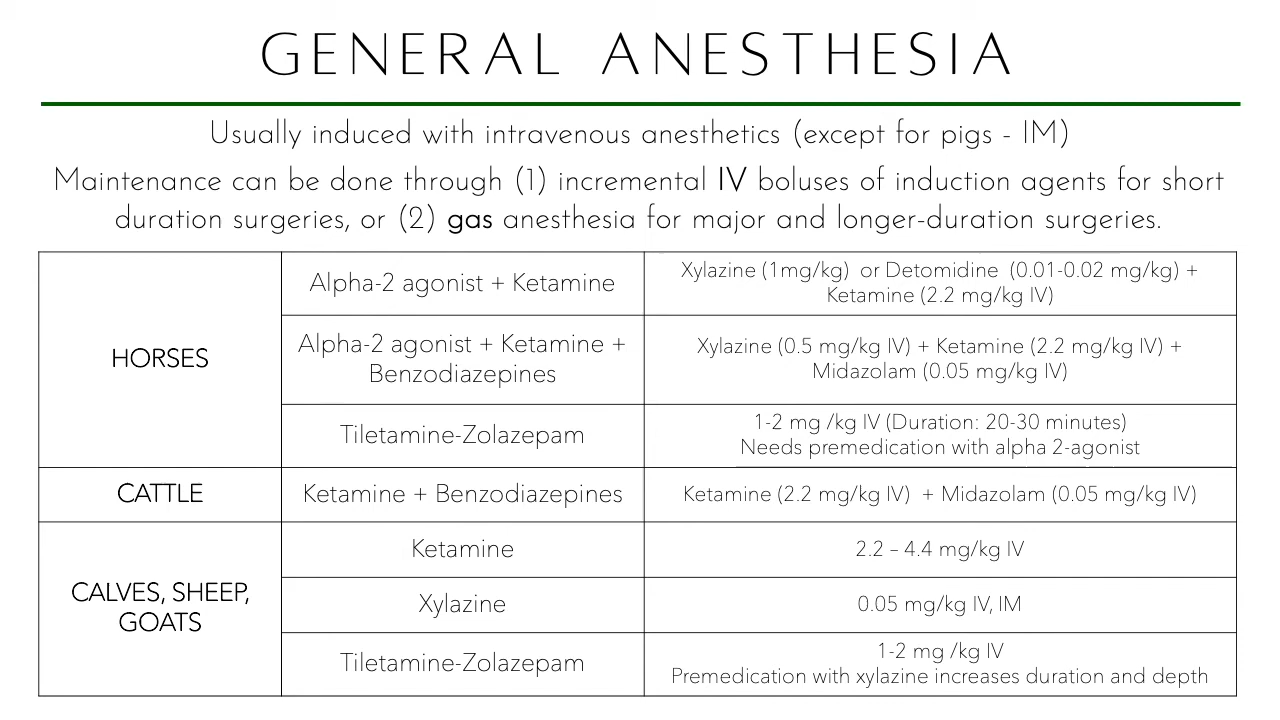 GENERAL ANESTHESIA
Usually induced with intravenous anesthetics (except for pigs - IM)
Maintenance can be done through (1) incremental IV boluses of induction agents for short
duration surgeries, or (2) gas anesthesia for major and longer-duration surgeries.
HORSES
Alpha-2 agonist + Ketamine
Xylazine (1mg/kg) or Detomidine (0.01-0.02 mg/kg) +
Ketamine (2.2 mg/kg IV)
Alpha-2 agonist + Ketamine +
Benzodiazepines
Xylazine (0.5 mg/kg IV) + Ketamine (2.2 mg/kg IV) +
Midazolam (0.05 mg/kg IV)
Tiletamine-Zolazepam
1-2 mg /kg IV (Duration: 20-30 minutes)
Needs premedication with alpha 2-agonist
CATTLE
Ketamine + Benzodiazepines
Ketamine (2.2 mg/kg IV) + Midazolam (0.05 mg/kg IV)
CALVES, SHEEP,
GOATS
Ketamine
2.2 – 4.4 mg/kg IV
Xylazine
0.05 mg/kg IV, IM
Tiletamine-Zolazepam
1-2 mg /kg IV
Premedication with xylazine increases duration and depth